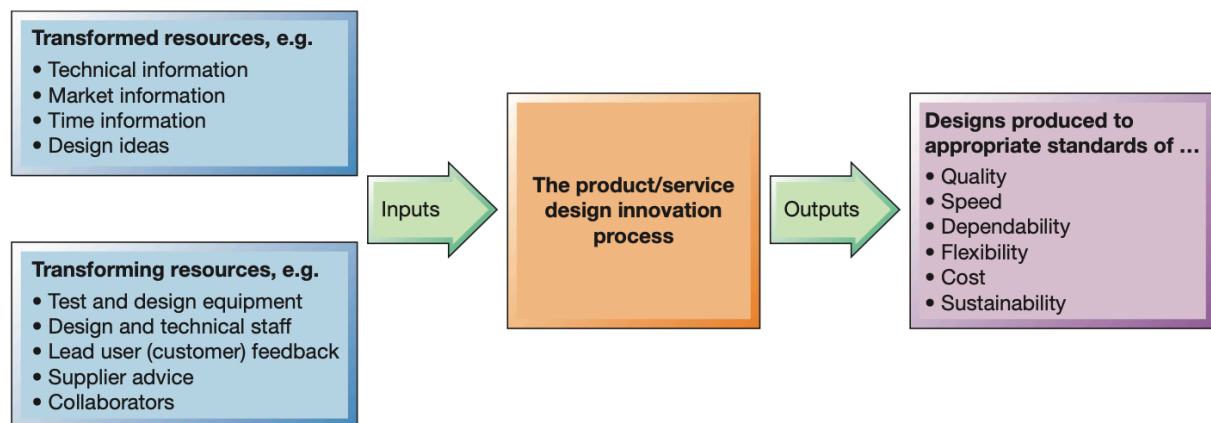 Transformed resources, e.g.
• Technical information
• Market information
• Time information
• Design ideas
Transforming resources, e.g.
• Test and design equipment
• Design and technical staff
• Lead user (customer) feedback
• Supplier advice
• Collaborators
Inputs
The product/service
design innovation
process
Outputs
Designs produced to
appropriate standards of ...
• Quality
• Speed
• Dependability
• Flexibility
• Cost
• Sustainability